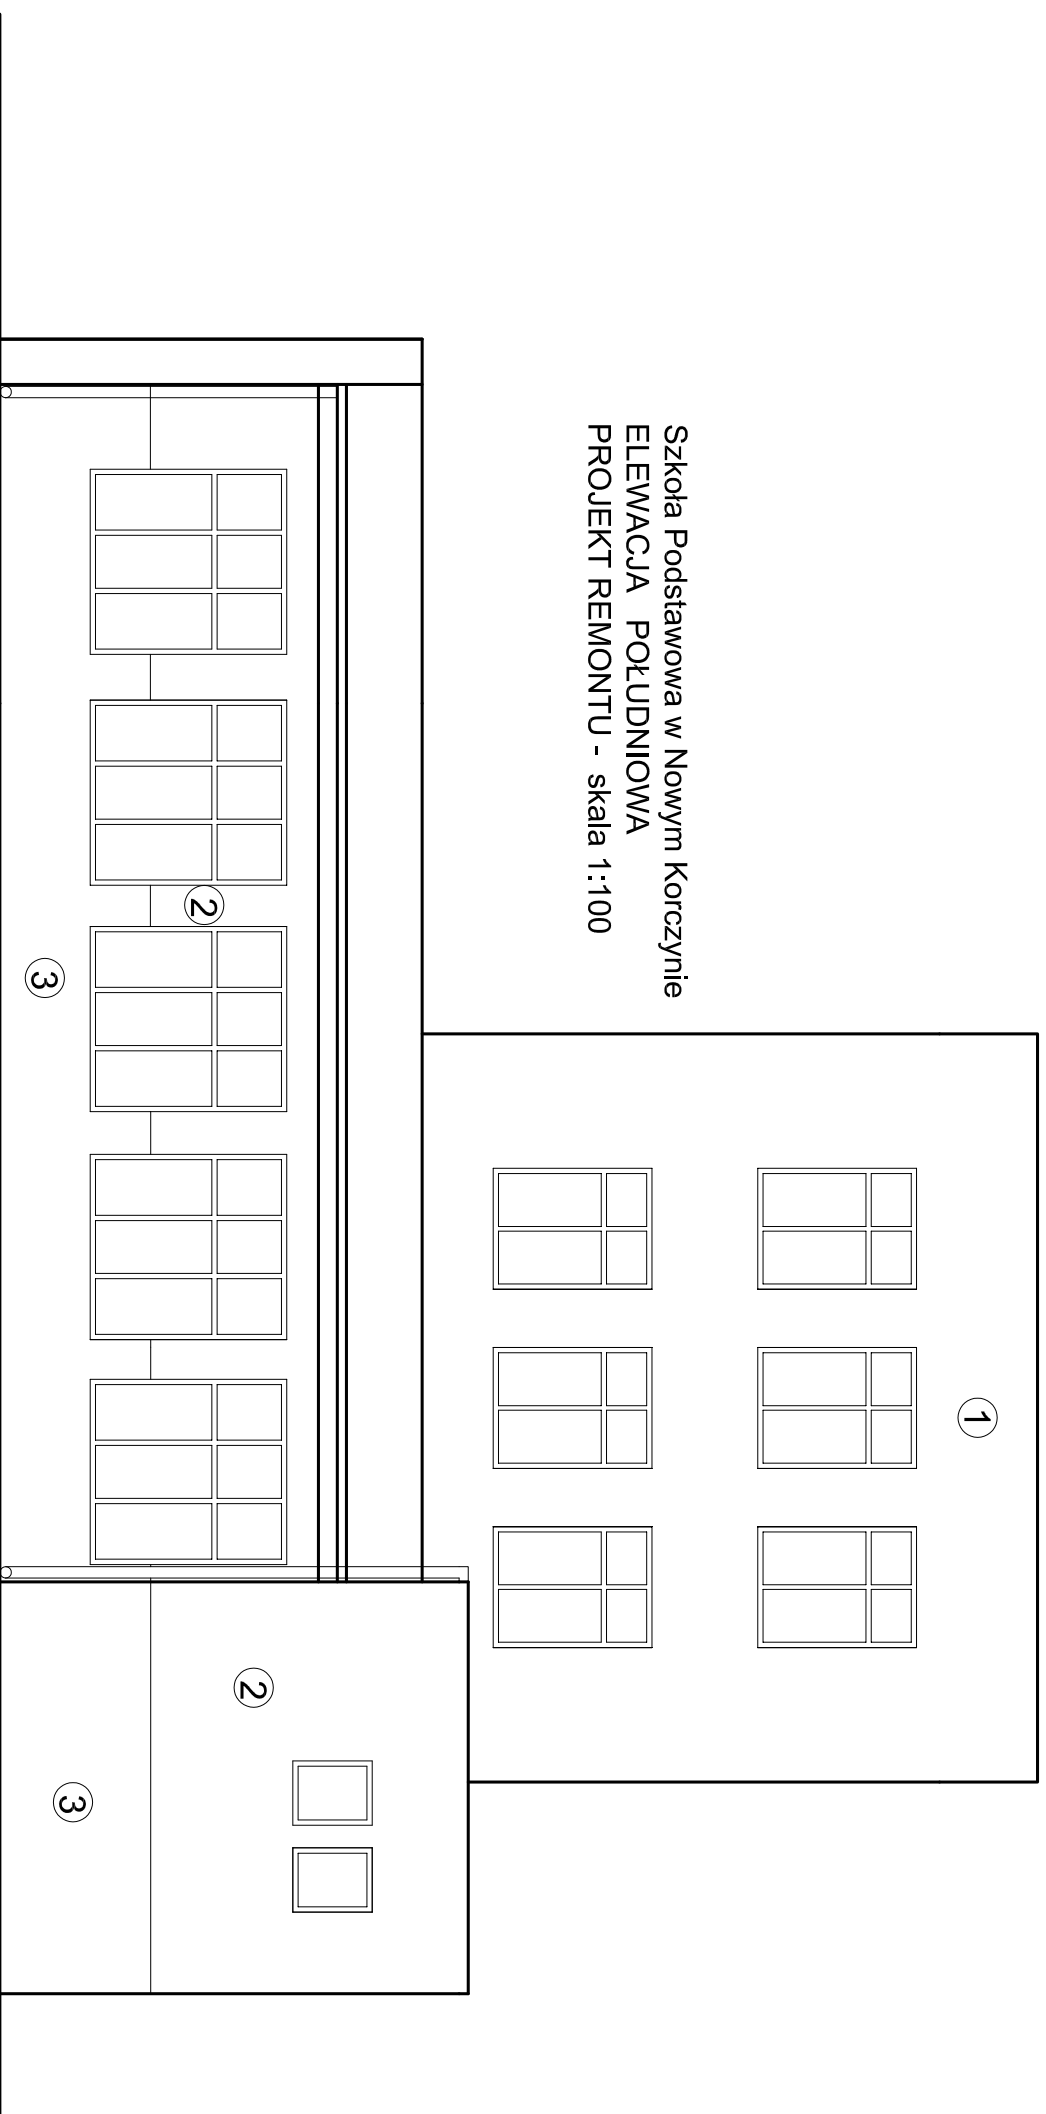 Szkoła Podstawowa w Nowym Korczynie
ELEWACJA POŁUDNIOWA
PROJEKT REMONTU - skala 1:100
1
2
3
2
3